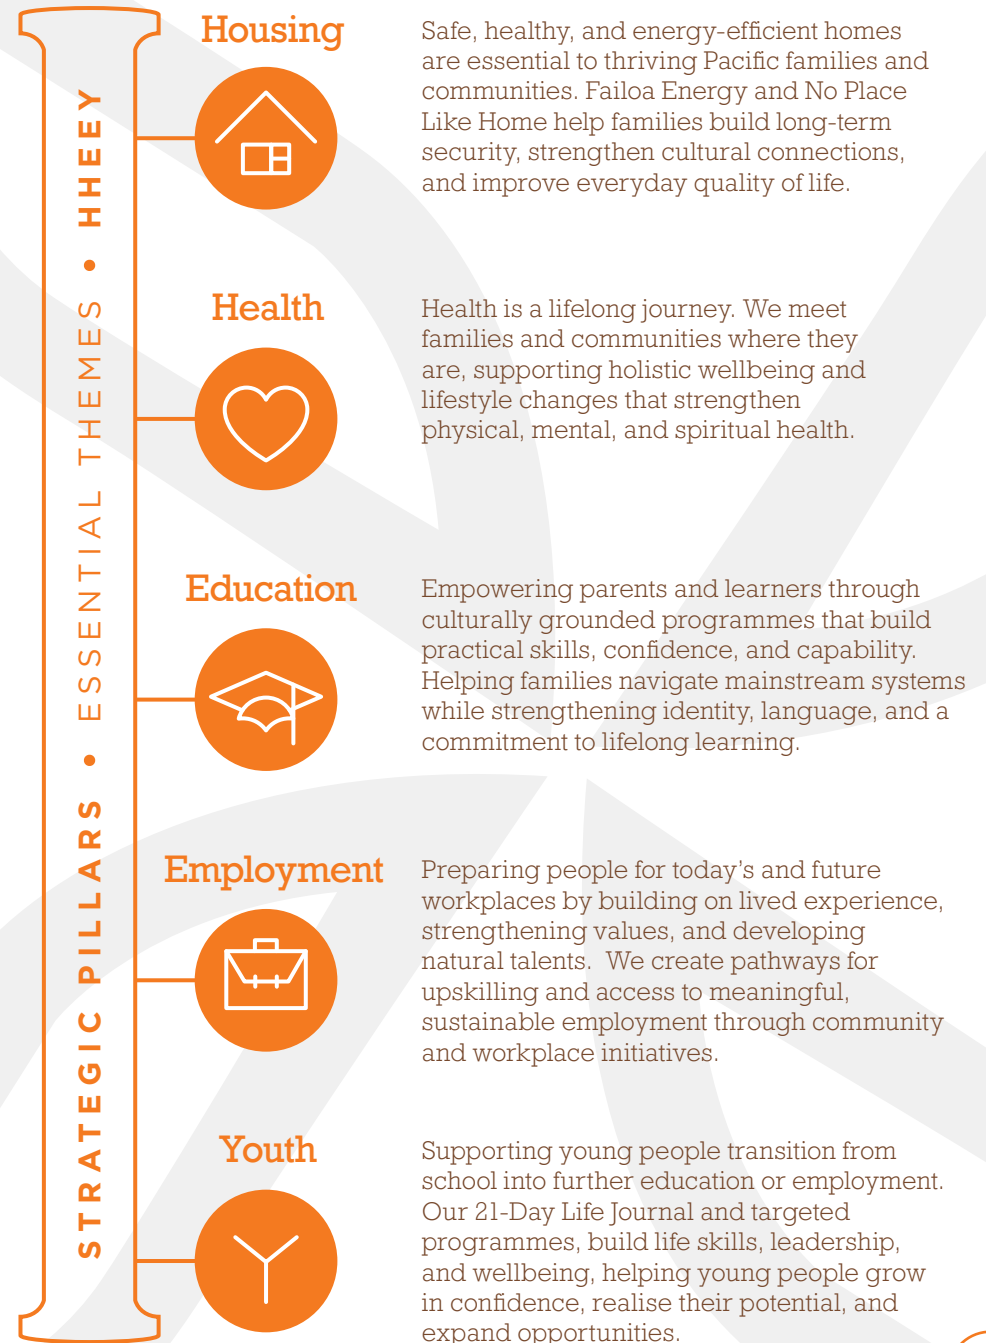 STRATEGIC PILLARS • ESSENTIAL THEMES • HHEEY
Housing
Safe, healthy, and energy-efficient homes
are essential to thriving Pacific families and
communities. Failoa Energy and No Place
Like Home help families build long-term
security, strengthen cultural connections,
and improve everyday quality of life.
Health
Health is a lifelong journey. We meet
families and communities where they
are, supporting holistic wellbeing and
lifestyle changes that strengthen
physical, mental, and spiritual health.
Education
Empowering parents and learners through
culturally grounded programmes that build
practical skills, confidence, and capability.
Helping families navigate mainstream systems
while strengthening identity, language, and a
commitment to lifelong learning.
Employment
Preparing people for today's and future
workplaces by building on lived experience,
strengthening values, and developing
natural talents.  We create pathways for
upskilling and access to meaningful,
sustainable employment through community
and workplace initiatives.
Youth
Supporting young people transition from
school into further education or employment.
Our 21-Day Life Journal and targeted
programmes, build life skills, leadership,
and wellbeing, helping young people grow
in confidence, realise their potential, and
expand opportunities.